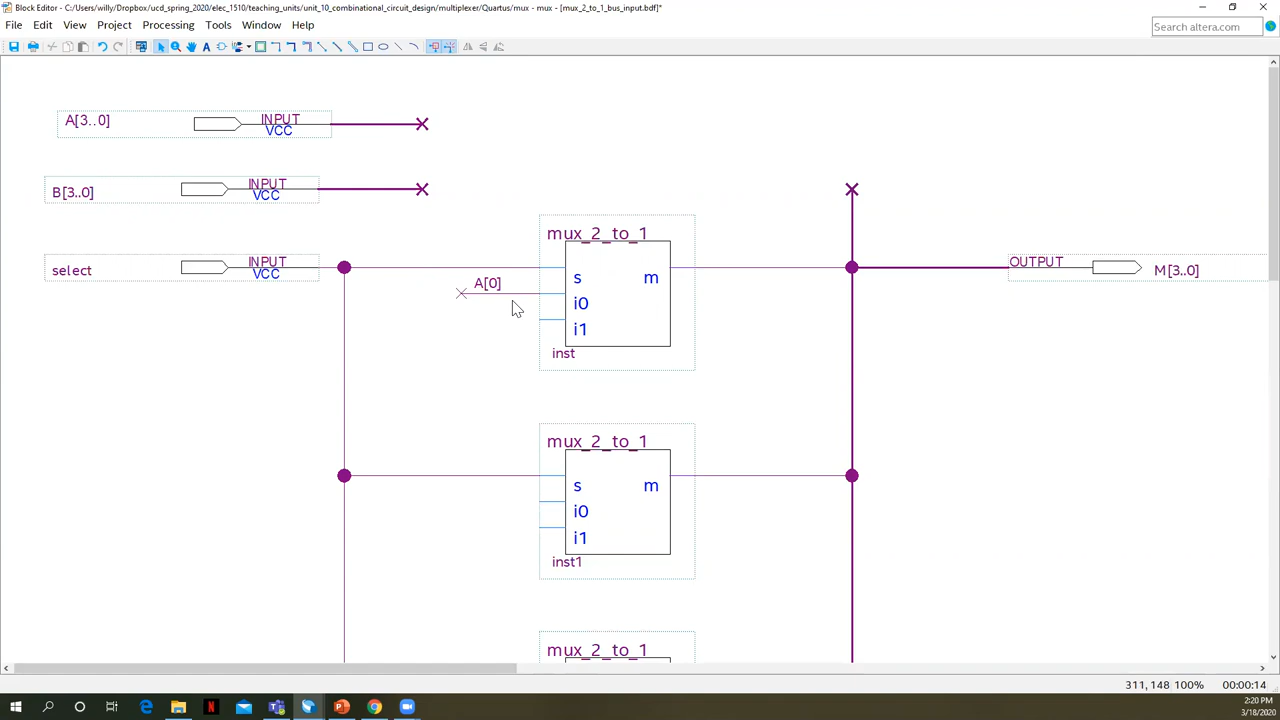 Block Editor - C:/Users/willy/Dropbox/ucd_spring_2020/elec_1510/teaching_units/unit_10_combinational_circuit_design/multiplexer/Quartus/mux - mux - [mux_2_to_1_bus_input.bdf]*
File Edit View Project Processing Tools Window Help
Search altera.com
A[3..0] INPUT
VCC
B[3..0] INPUT
VCC
select INPUT
VCC
mux_2_to_1
s m
A[0] i0
i1
inst
OUTPUT M[3..0]
mux_2_to_1
s m
i0
i1
inst1
mux_2_to_1
311, 148 100% 00:00:14
2:20 PM
3/18/2020